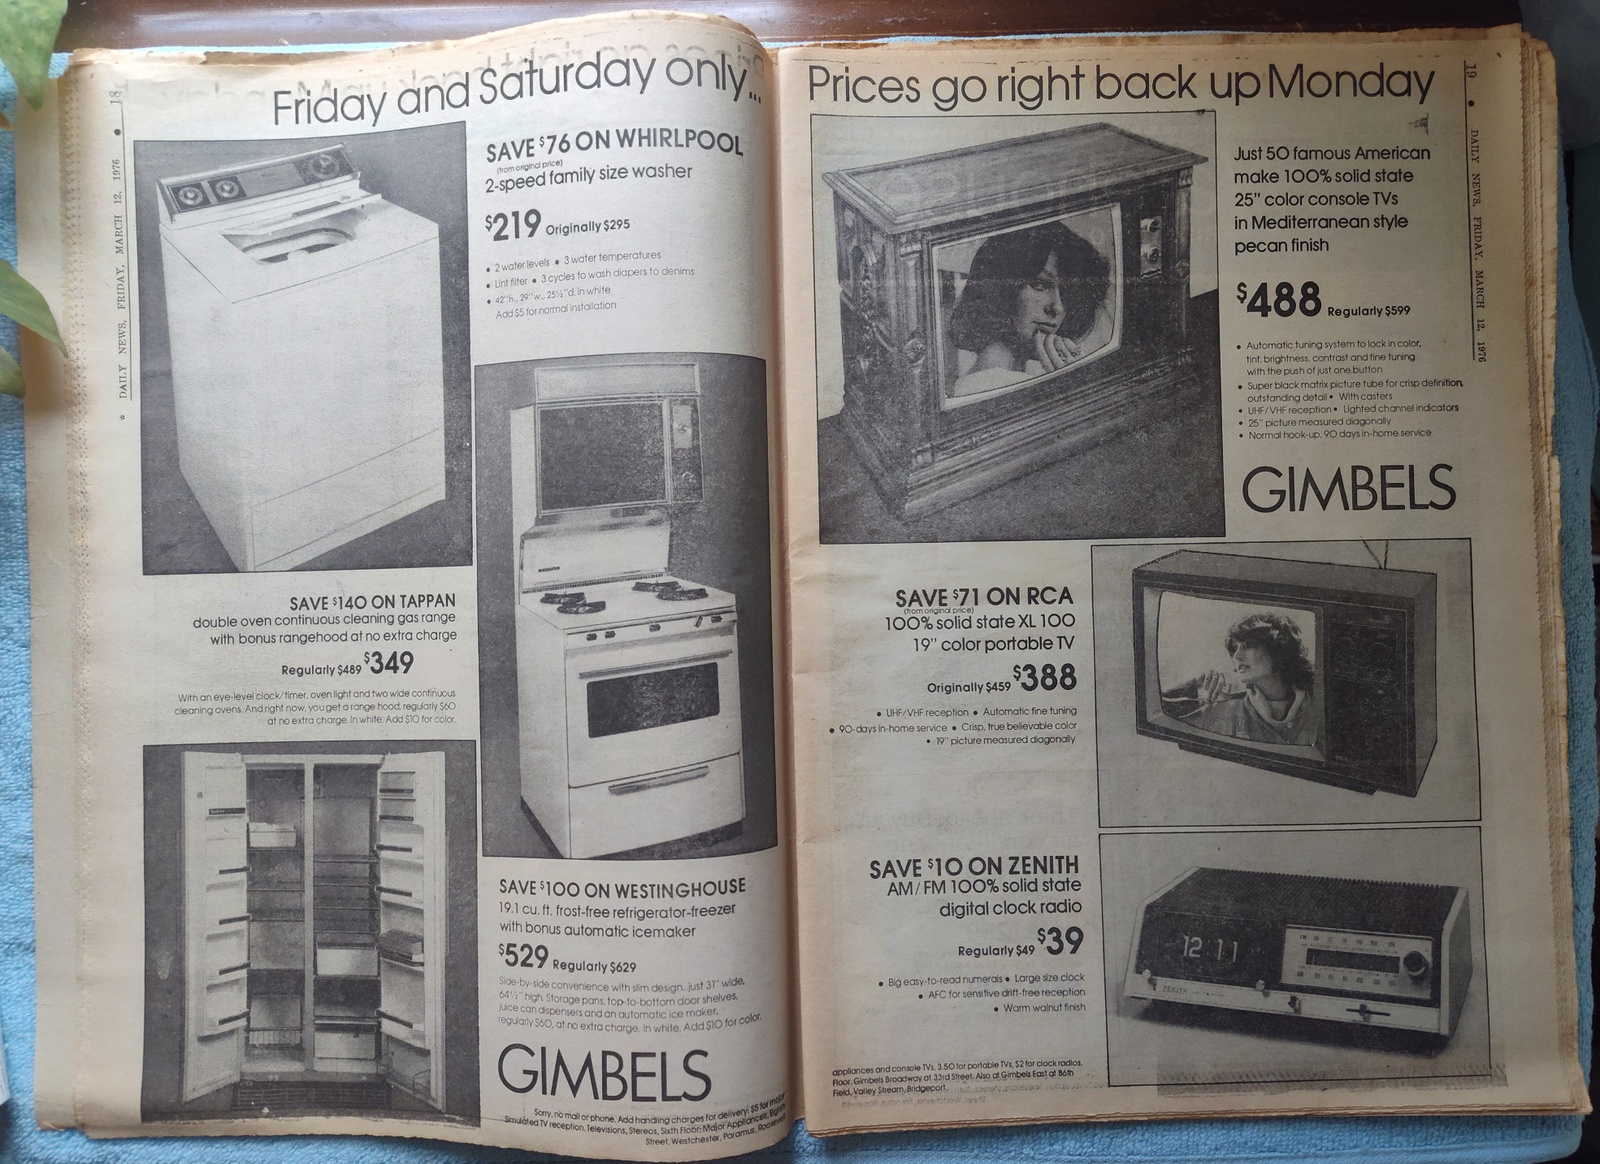 18 ● DAILY NEWS, FRIDAY, MARCH 12, 1976
Friday and Saturday only...
SAVE $76 ON WHIRLPOOL
(from original price)
2-speed family size washer
$219 Originally $295
• 2 water levels • 3 water temperatures
• Lint filter • 3 cycles to wash diapers to denims
• 42"h., 29"w., 25½"d. In white
Add $5 for normal installation
SAVE $140 ON TAPPAN
double oven continuous cleaning gas range
with bonus rangehood at no extra charge
Regularly $489 $349
With an eye-level clock/timer, oven light and two wide continuous
cleaning ovens. And right now, you get a range hood, regularly $60
at no extra charge. In white. Add $10 for color.
SAVE $100 ON WESTINGHOUSE
19.1 cu. ft. frost-free refrigerator-freezer
with bonus automatic icemaker
$529 Regularly $629
Side-by-side convenience with slim design...just 31" wide,
64½" high. Storage pans, top-to-bottom door shelves,
juice can dispensers and an automatic ice maker,
regularly $60, at no extra charge. In white. Add $10 for color.
GIMBELS
Sorry, no mail or phone. Add handling charges for delivery: $5 for major
Simulated TV reception. Televisions, Stereos, Sixth Floor; Major Appliances, Eighth
Street, Westchester, Paramus, Roosevelt
19 ● DAILY NEWS, FRIDAY, MARCH 12, 1976
Prices go right back up Monday
Just 50 famous American
make 100% solid state
25" color console TVs
in Mediterranean style
pecan finish
$488 Regularly $599
• Automatic tuning system to lock in color,
tint, brightness, contrast and fine tuning
with the push of just one button
• Super black matrix picture tube for crisp definition,
outstanding detail • With casters
• UHF/VHF reception • Lighted channel indicators
• 25" picture measured diagonally
• Normal hook-up, 90 days in-home service
GIMBELS
SAVE $71 ON RCA
(from original price)
100% solid state XL 100
19" color portable TV
Originally $459 $388
• UHF/VHF reception • Automatic fine tuning
• 90-days in-home service • Crisp, true believable color
• 19" picture measured diagonally
SAVE $10 ON ZENITH
AM/FM 100% solid state
digital clock radio
Regularly $49 $39
• Big easy-to-read numerals • Large size clock
• AFC for sensitive drift-free reception
• Warm walnut finish
12 11
ZENITH
appliances and console TVs, 3.50 for portable TVs, $2 for clock radios.
Floor, Gimbels Broadway at 33rd Street. Also at Gimbels East at 86th
Field, Valley Stream, Bridgeport.